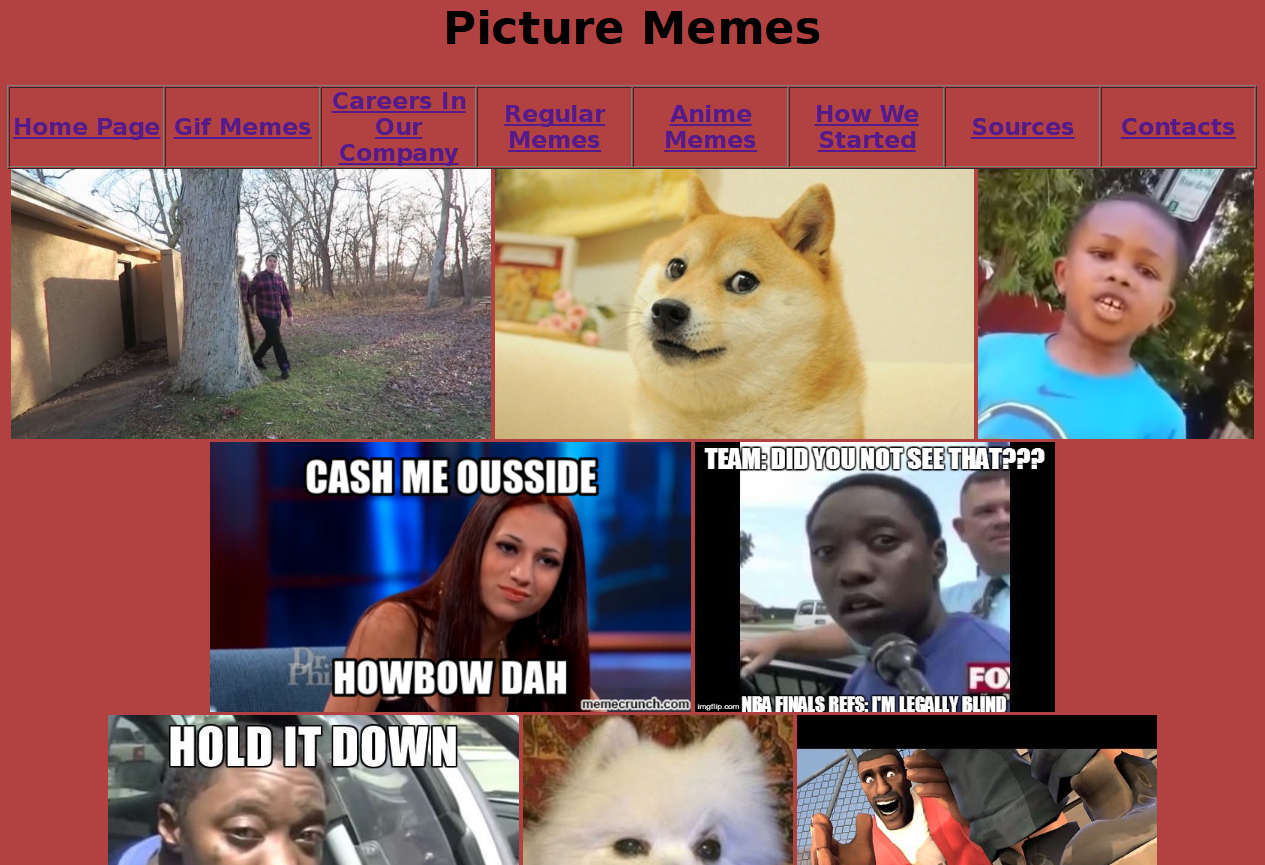 Picture Memes
Home Page
Gif Memes
Careers In
Our
Company
Regular
Memes
Anime
Memes
How We
Started
Sources
Contacts
CASH ME OUSSIDE
Dr.
Phil
HOWBOW DAH
memecrunch.com
TEAM: DID YOU NOT SEE THAT???
FOX
imgflip.com
NBA FINALS REFS: I'M LEGALLY BLIND
HOLD IT DOWN